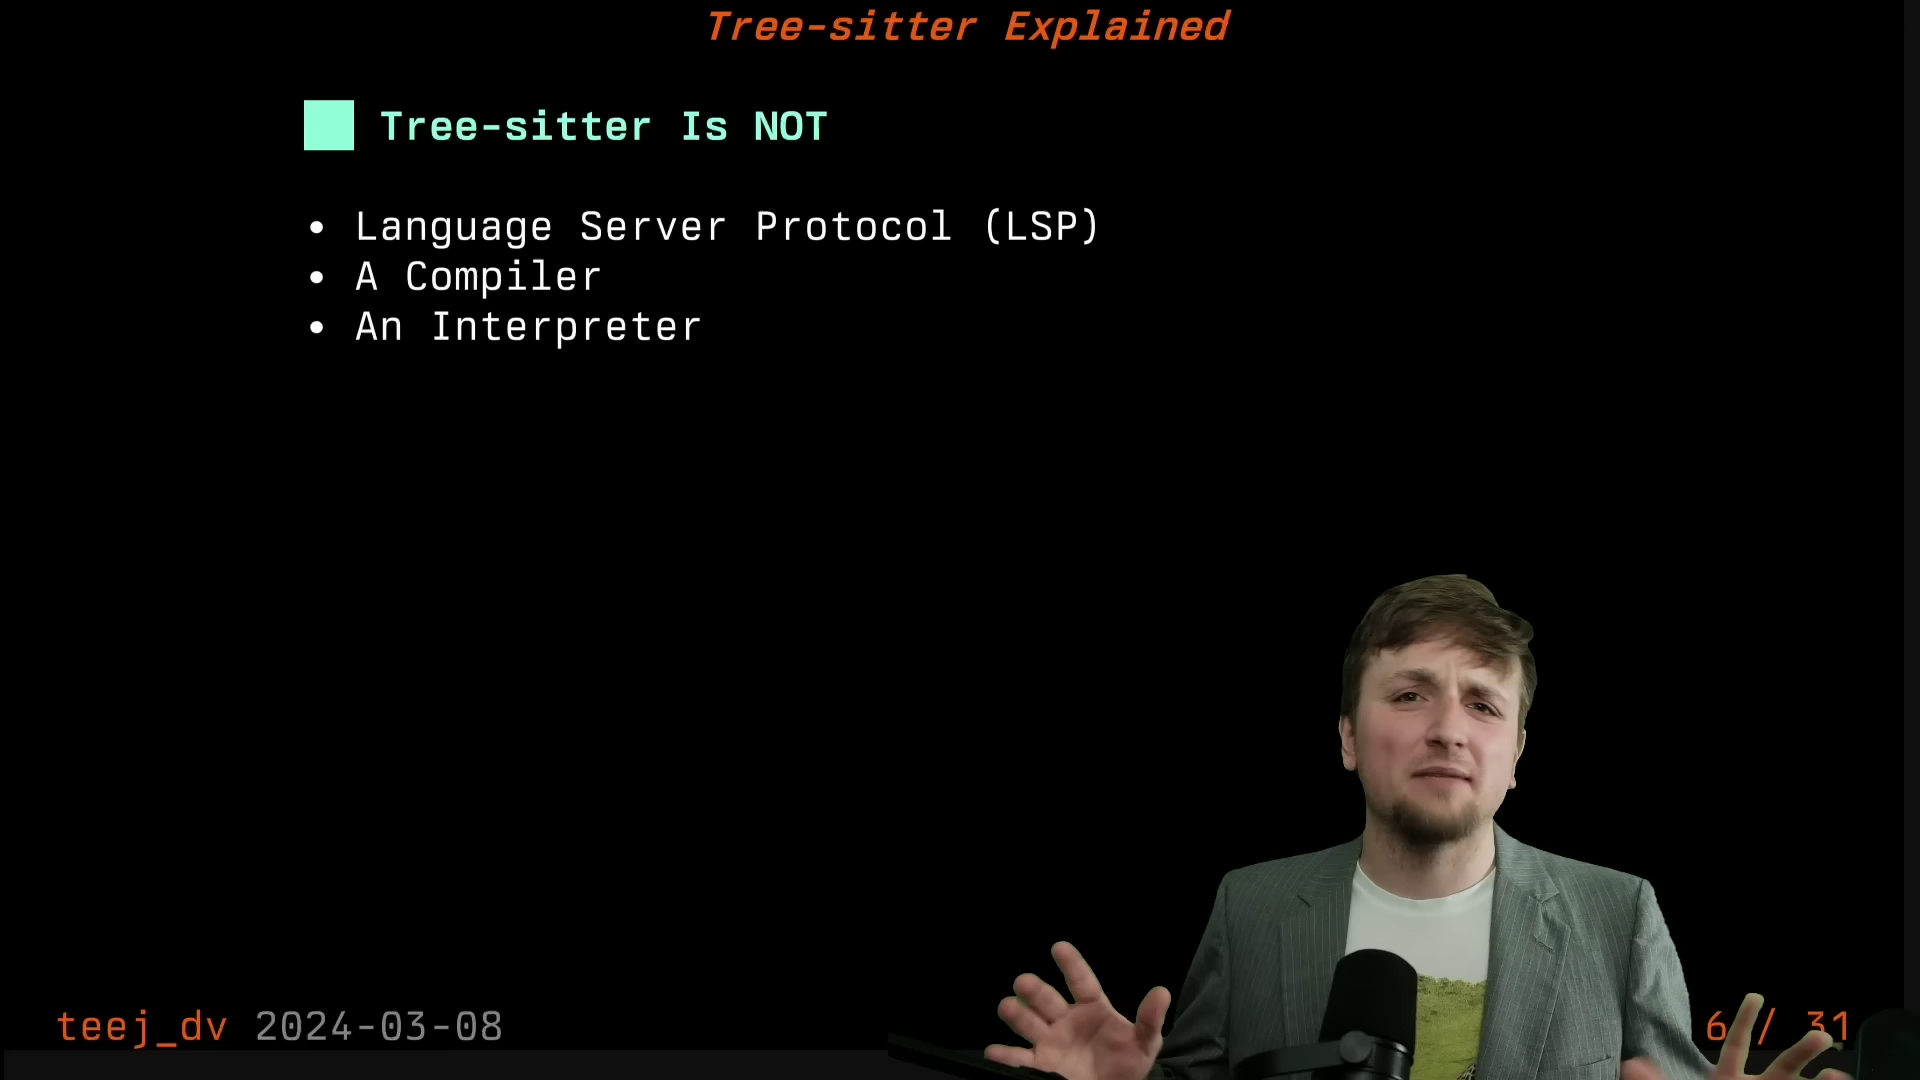 Tree-sitter Explained
Tree-sitter Is NOT
• Language Server Protocol (LSP)
• A Compiler
• An Interpreter
teej_dv 2024-03-08
6 / 31